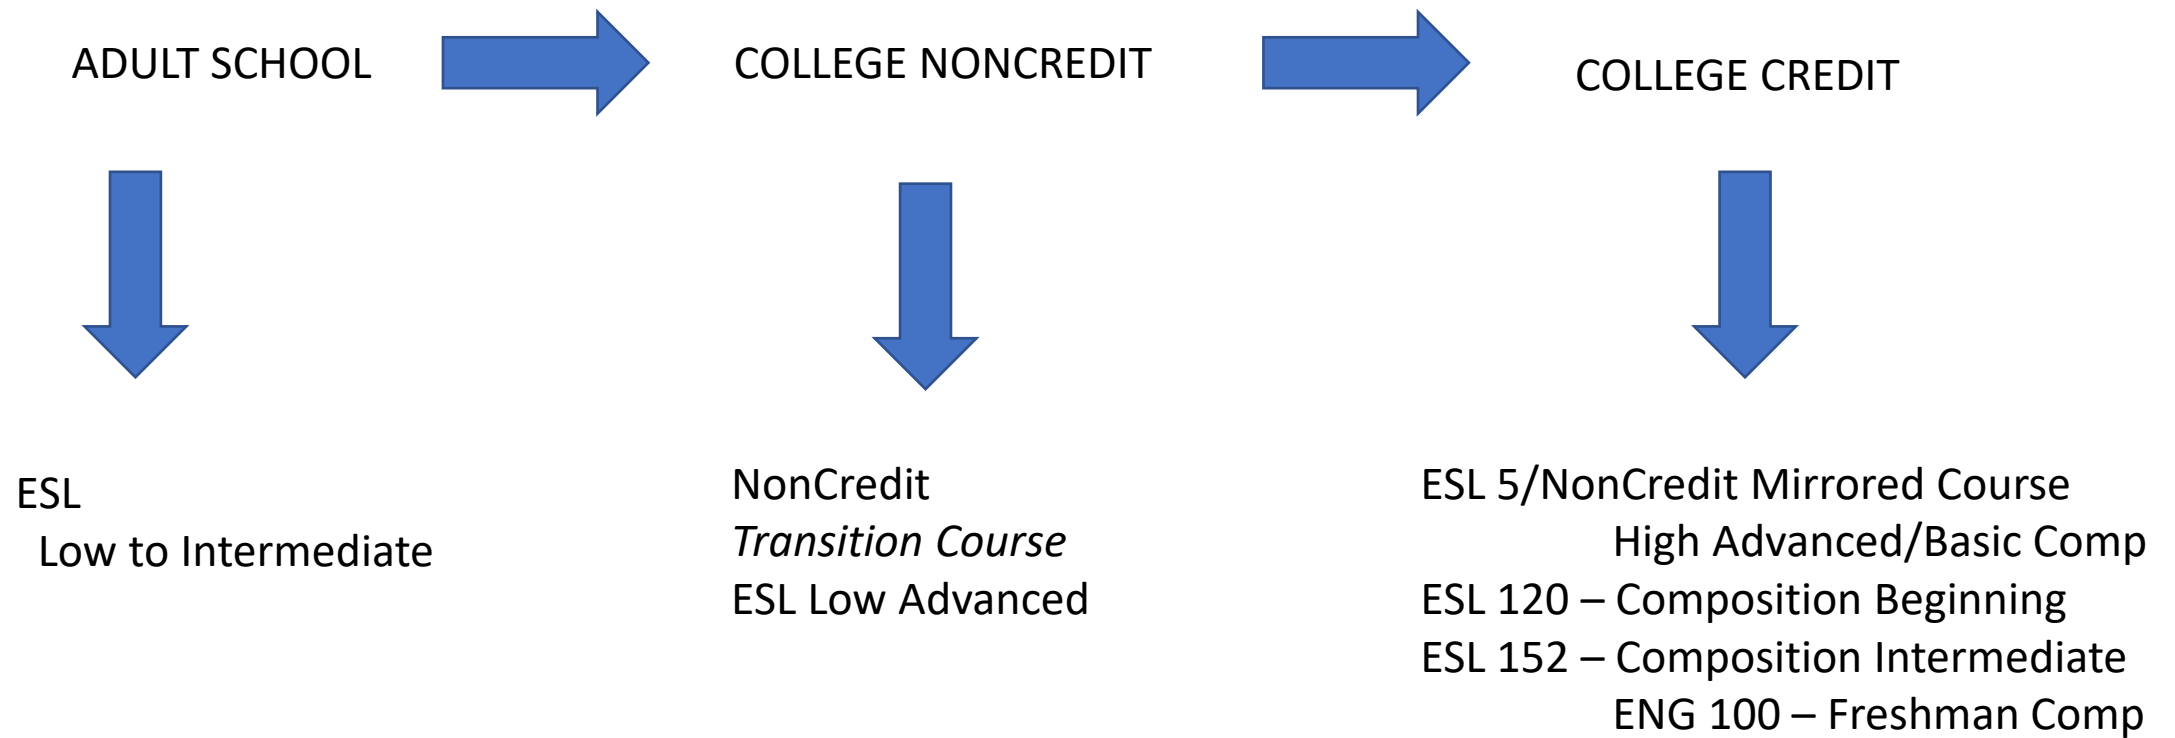 ADULT SCHOOL
COLLEGE NONCREDIT
COLLEGE CREDIT
ESL
Low to Intermediate
NonCredit
Transition Course
ESL Low Advanced
ESL 5/NonCredit Mirrored Course
High Advanced/Basic Comp
ESL 120 – Composition Beginning
ESL 152 – Composition Intermediate
ENG 100 – Freshman Comp